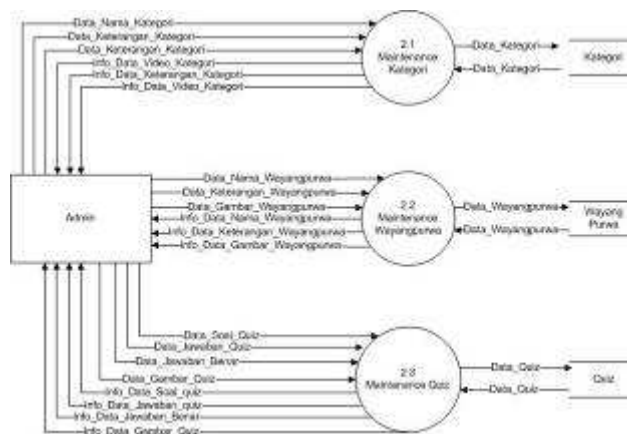 Data_Nama_Kategori
Data_Keterangan_Kategori
Data_Keterangan_Kategori
Info_Data_Video_Kategori
Info_Data_Keterangan_Kategori
Info_Data_Video_Kategori
2.1
Maintenance
Kategori
Data_Kategori
Data_Kategori
Kategori
Admin
Data_Nama_Wayangpurwa
Data_Keterangan_Wayangpurwa
Data_Gambar_Wayangpurwa
Info_Data_Nama_Wayangpurwa
Info_Data_Keterangan_Wayangpurwa
Info_Data_Gambar_Wayangpurwa
2.2
Maintenance
Wayangpurwa
Data_Wayangpurwa
Data_Wayangpurwa
Wayang
Purwa
Data_Soal_Quiz
Data_Jawaban_Quiz
Data_Jawaban_Benar
Data_Gambar_Quiz
Info_Data_Soal_quiz
Info_Data_Jawaban_quiz
Info_Data_Jawaban_Benar
Info_Data_Gambar_Quiz
2.3
Maintenance Quiz
Data_Quiz
Data_Quiz
Quiz